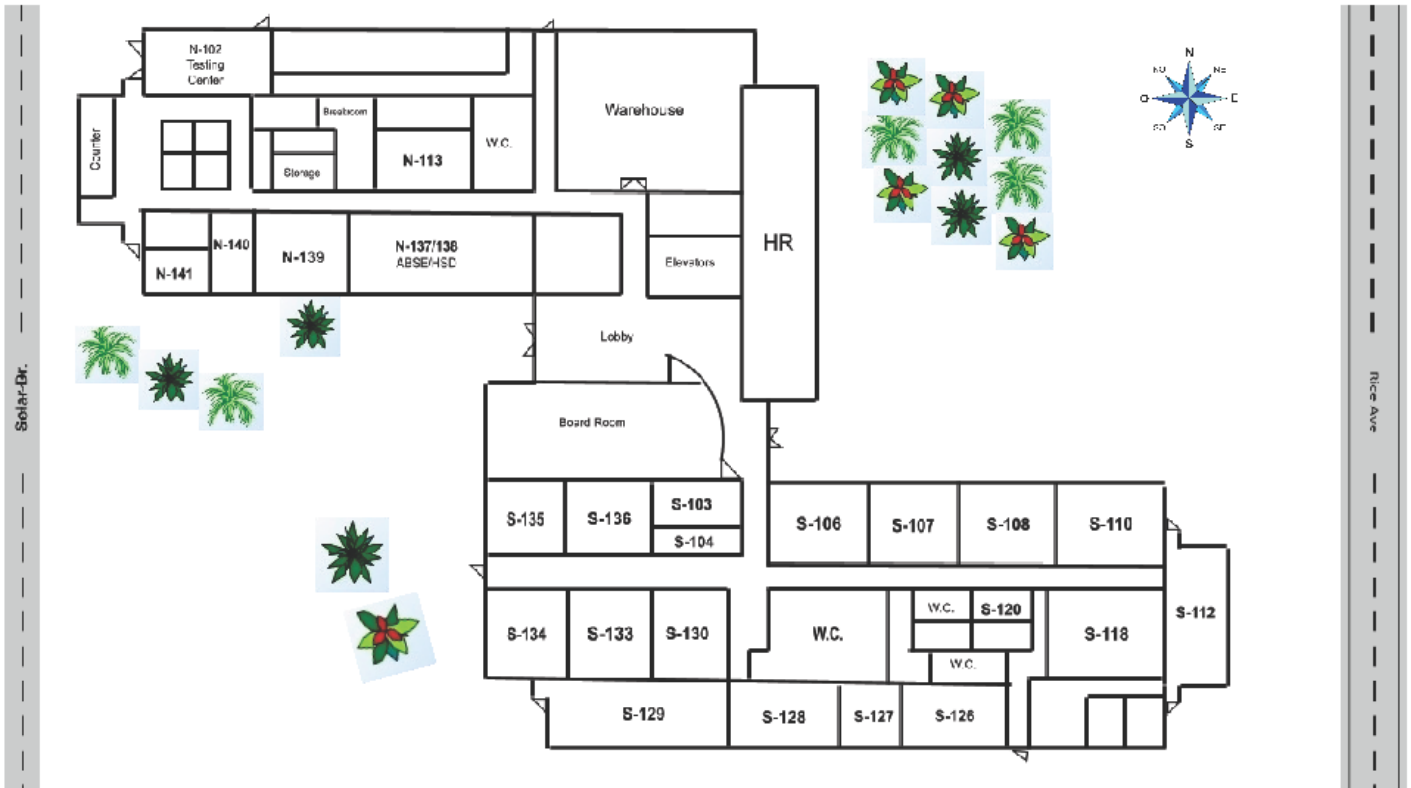 N-102
Testing
Center
Counter
Breakroom
Storage
N-113
W.C.
Warehouse
N-141
N-140
N-139
N-137/138
ABSE/HSD
Elevators
HR
Lobby
Board Room
S-135
S-136
S-103
S-104
S-106
S-107
S-108
S-110
S-134
S-133
S-130
W.C.
W.C.
S-120
W.C.
S-118
S-112
S-129
S-128
S-127
S-126
Solar Dr.
Rice Ave
N
NE
E
SE
S
SO
O
NO